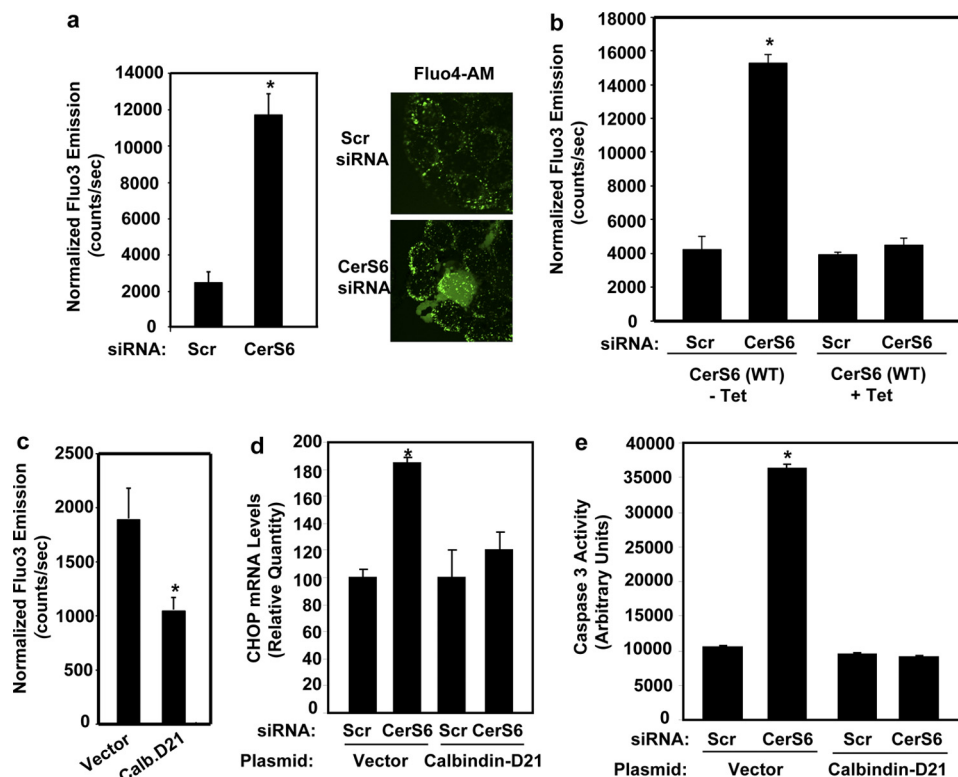 a
Normalized Fluo3 Emission
(counts/sec)
14000
12000
10000
8000
6000
4000
2000
0
*
siRNA: Scr CerS6
Fluo4-AM
Scr
siRNA
CerS6
siRNA
b
Normalized Fluo3 Emission
(counts/sec)
18000
16000
14000
12000
10000
8000
6000
4000
2000
0
*
siRNA: Scr CerS6 Scr CerS6
CerS6 (WT) CerS6 (WT)
- Tet + Tet
c
Normalized Fluo3 Emission
(counts/sec)
2500
2000
1500
1000
500
0
*
Vector Calb.D21
d
CHOP mRNA Levels
(Relative Quantity)
200
180
160
140
120
100
80
60
40
20
0
*
siRNA: Scr CerS6 Scr CerS6
Plasmid: Vector Calbindin-D21
e
Caspase 3 Activity
(Arbitrary Units)
40000
35000
30000
25000
20000
15000
10000
5000
0
*
siRNA: Scr CerS6 Scr CerS6
Plasmid: Vector Calbindin-D21